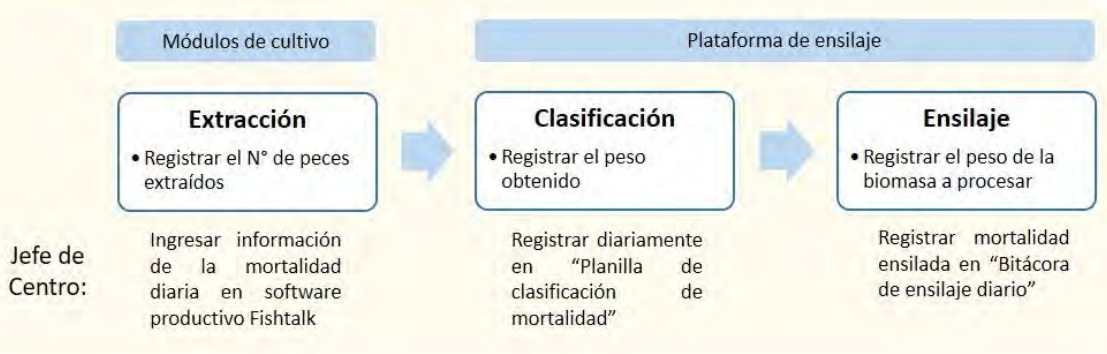 Módulos de cultivo
Plataforma de ensilaje
Extracción
• Registrar el N° de peces
extraídos
Clasificación
• Registrar el peso
obtenido
Ensilaje
• Registrar el peso de la
biomasa a procesar
Jefe de
Centro:
Ingresar información
de la mortalidad
diaria en software
productivo Fishtalk
Registrar diariamente
en “Planilla de
clasificación de
mortalidad”
Registrar mortalidad
ensilada en “Bitácora
de ensilaje diario”